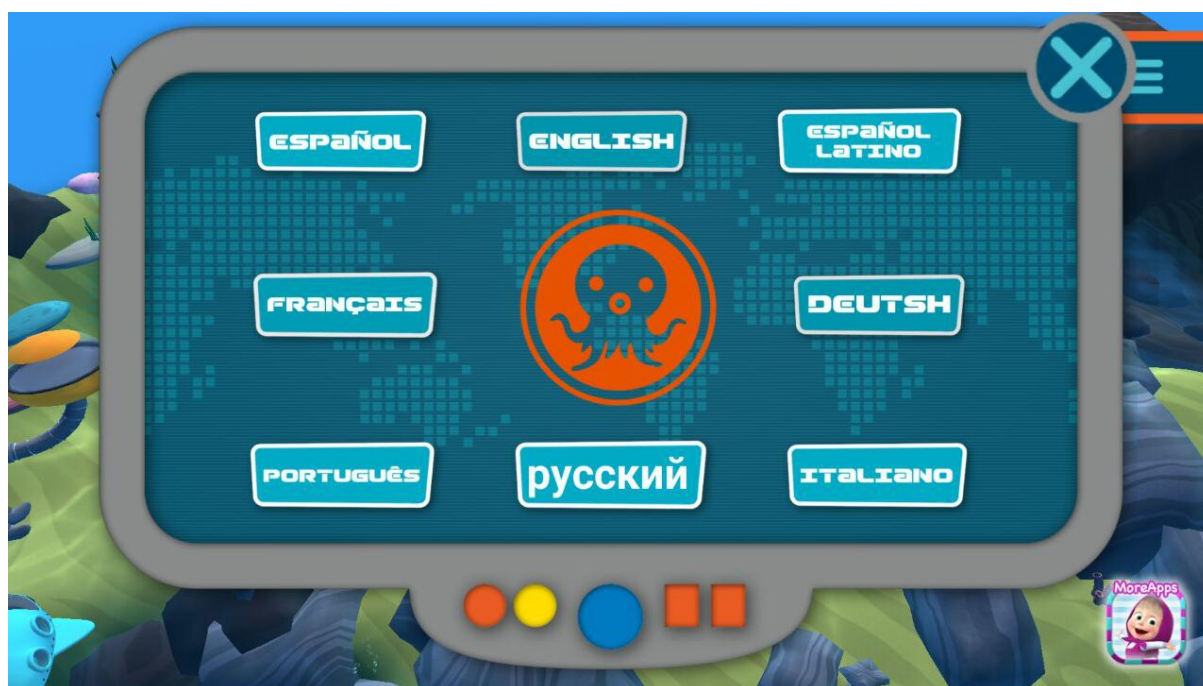 ESPAÑOL
ENGLISH
ESPAÑOL
LATINO
FRANÇAIS
DEUTSH
PORTUGUÊS
русский
ITALIANO
MoreApps